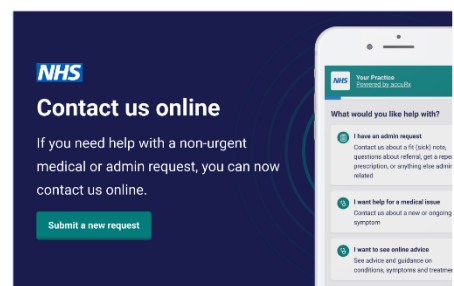 NHS
Contact us online
If you need help with a non-urgent
medical or admin request, you can now
contact us online.
Submit a new request
NHS
Your Practice
Powered by accuRx
What would you like help with?
I have an admin request
Contact us about a fit (sick) note,
questions about referral, get a repe
prescription, or anything else admin
related
I want help for a medical issue
Contact us about a new or ongoing
symptom
I want to see online advice
See advice and guidance on
conditions, symptoms and treatme